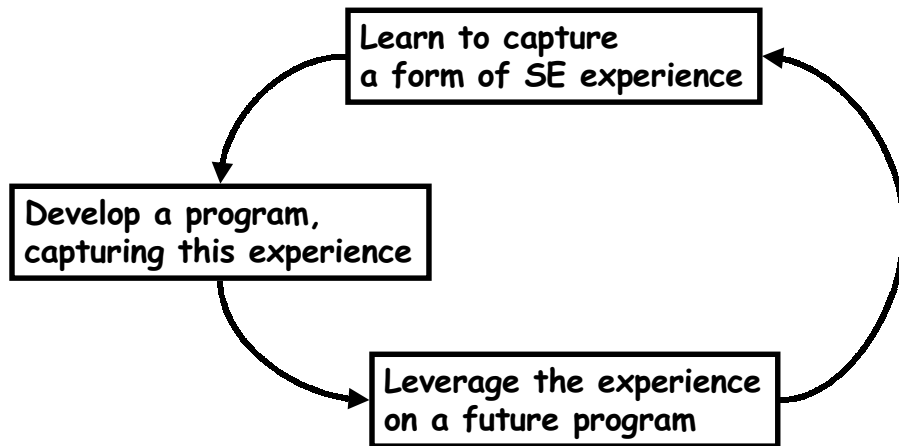 Learn to capture
a form of SE experience
Develop a program,
capturing this experience
Leverage the experience
on a future program